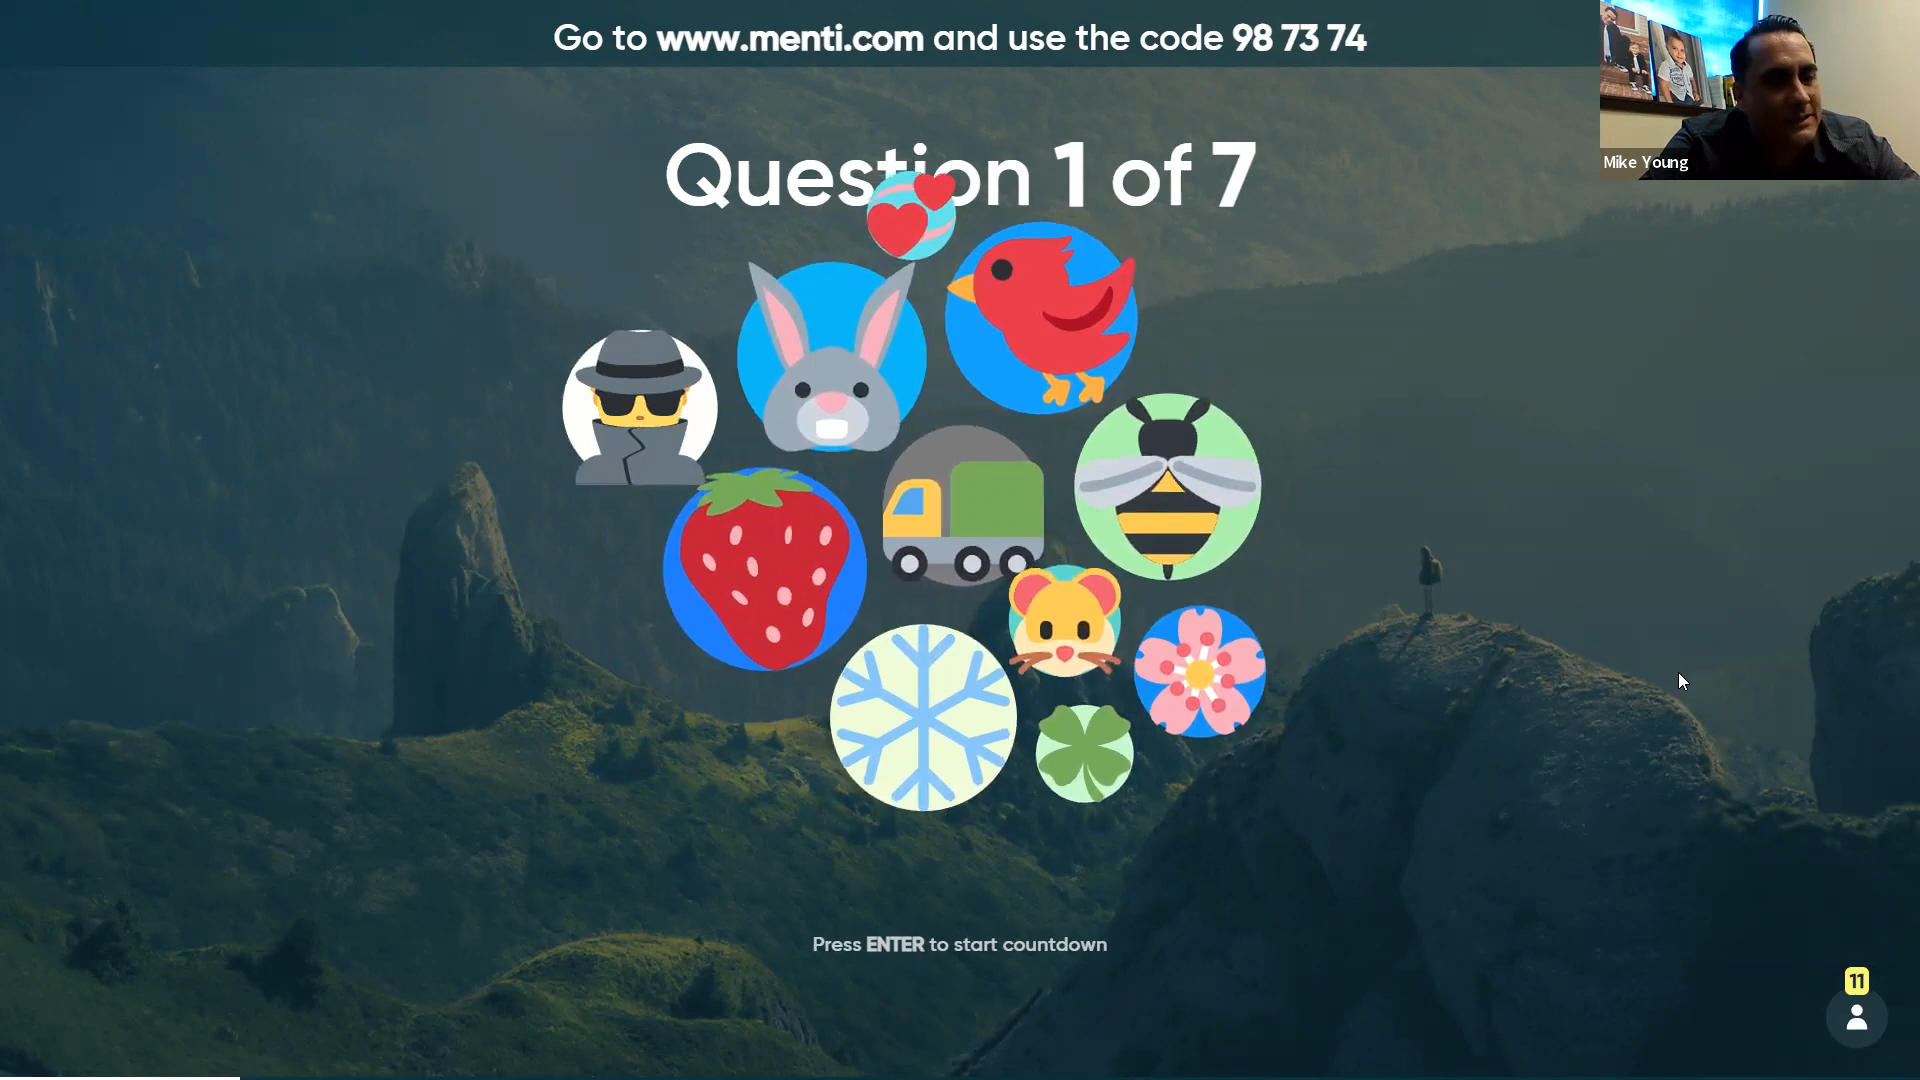 Go to www.menti.com and use the code 98 73 74
Mike Young
Question 1 of 7
Press ENTER to start countdown
11